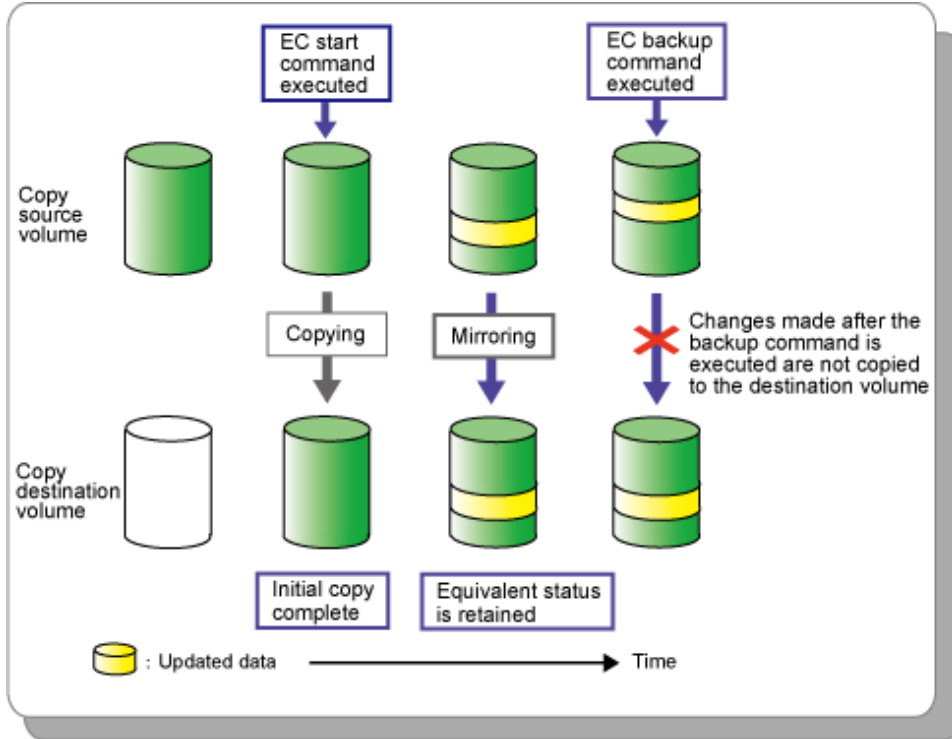 EC start
command
executed
EC backup
command
executed
Copy
source
volume
Copying
Mirroring
Changes made after the
backup command is
executed are not copied
to the destination volume
Copy
destination
volume
Initial copy
complete
Equivalent status
is retained
: Updated data
Time